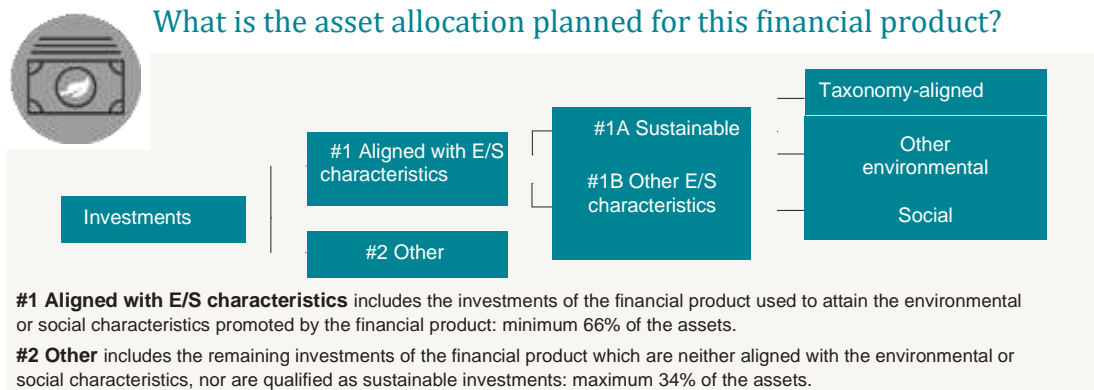 What is the asset allocation planned for this financial product?
Investments
#1 Aligned with E/S
characteristics
#2 Other
#1A Sustainable
#1B Other E/S
characteristics
Taxonomy-aligned
Other
environmental
Social
#1 Aligned with E/S characteristics includes the investments of the financial product used to attain the environmental
or social characteristics promoted by the financial product: minimum 66% of the assets.
#2 Other includes the remaining investments of the financial product which are neither aligned with the environmental or
social characteristics, nor are qualified as sustainable investments: maximum 34% of the assets.